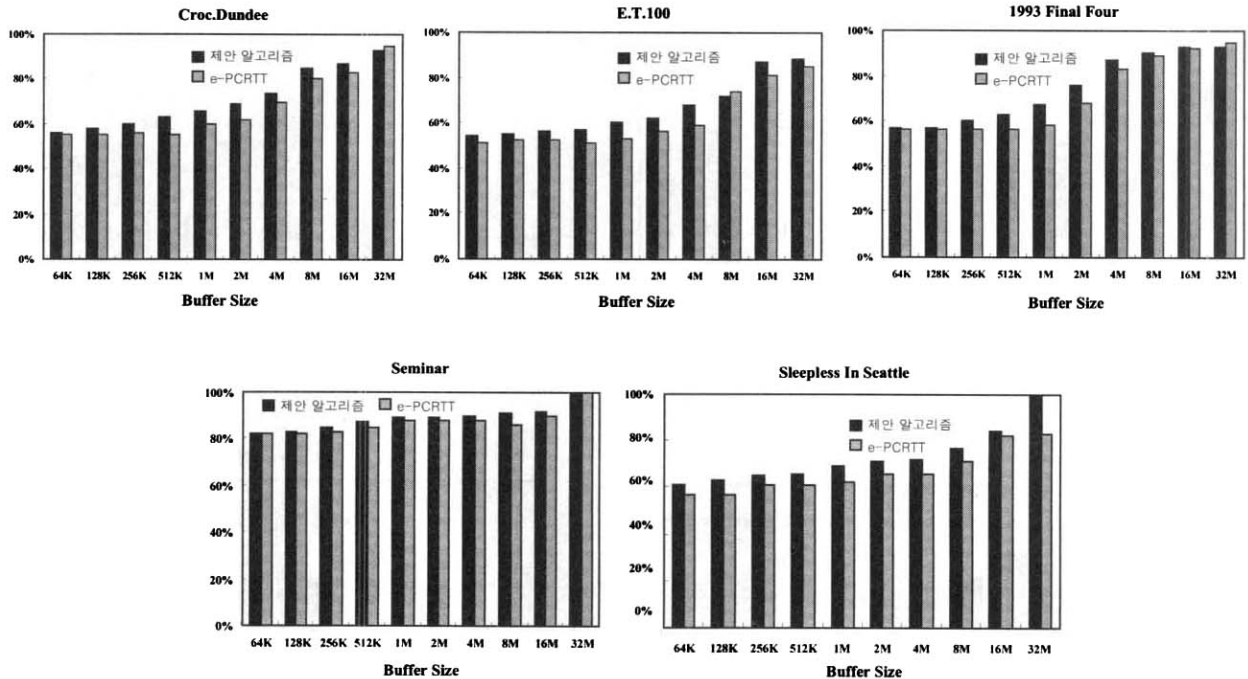 Croc.Dundee
100%
80%
60%
40%
20%
0%
제안 알고리즘
e-PCRTT
64K 128K 256K 512K 1M 2M 4M 8M 16M 32M
Buffer Size
E.T.100
100%
80%
60%
40%
20%
0%
제안 알고리즘
e-PCRTT
64K 128K 256K 512K 1M 2M 4M 8M 16M 32M
Buffer Size
1993 Final Four
100%
80%
60%
40%
20%
0%
제안 알고리즘
e-PCRTT
64K 128K 256K 512K 1M 2M 4M 8M 16M 32M
Buffer Size
Seminar
100%
80%
60%
40%
20%
0%
제안 알고리즘 e-PCRTT
64K 128K 256K 512K 1M 2M 4M 8M 16M 32M
Buffer Size
Sleepless In Seattle
100%
80%
60%
40%
20%
0%
제안 알고리즘
e-PCRTT
64K 128K 256K 512K 1M 2M 4M 8M 16M 32M
Buffer Size